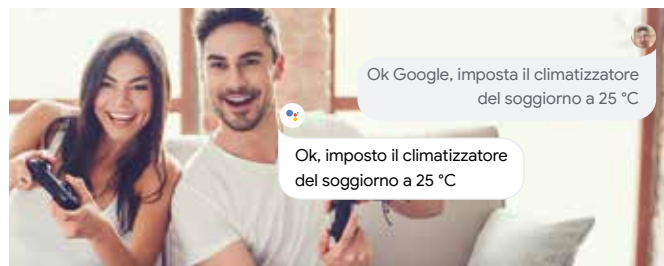 Ok Google, imposta il climatizzatore
del soggiorno a 25 °C
Ok, imposto il climatizzatore
del soggiorno a 25 °C